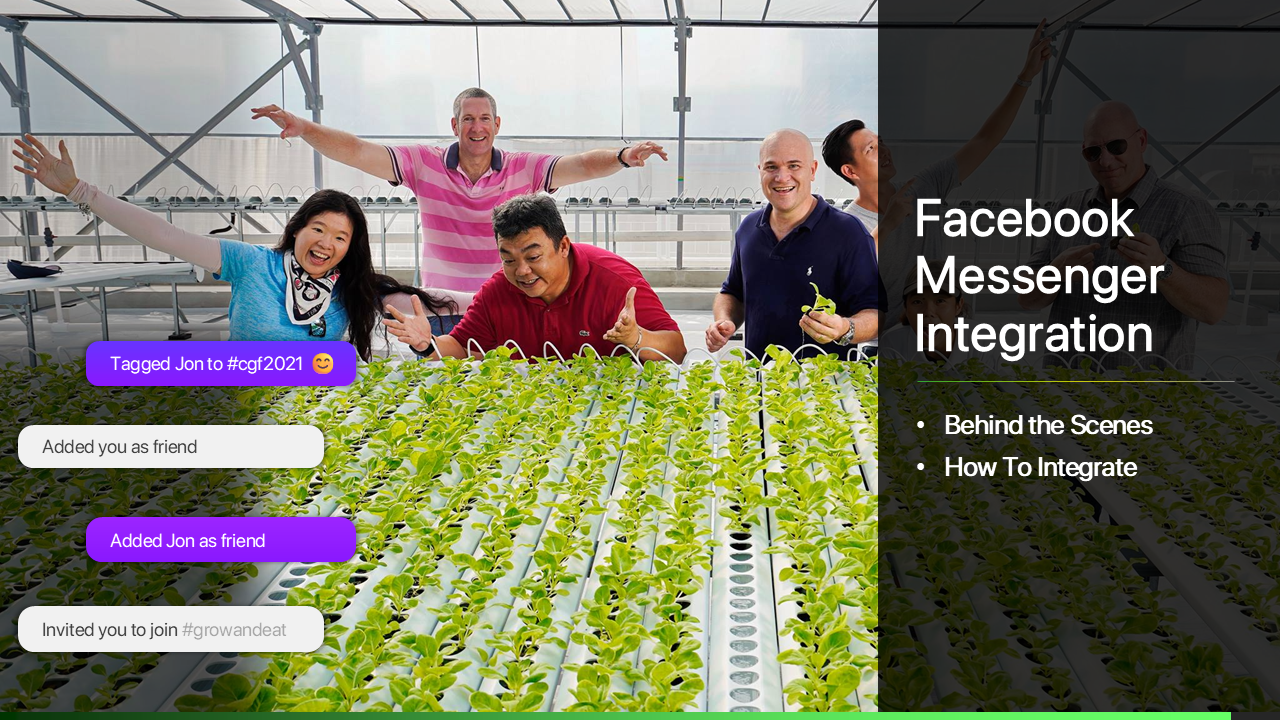 Facebook
Messenger
Integration
• Behind the Scenes
• How To Integrate
Tagged Jon to #cgf2021 😊
Added you as friend
Added Jon as friend
Invited you to join #growandeat